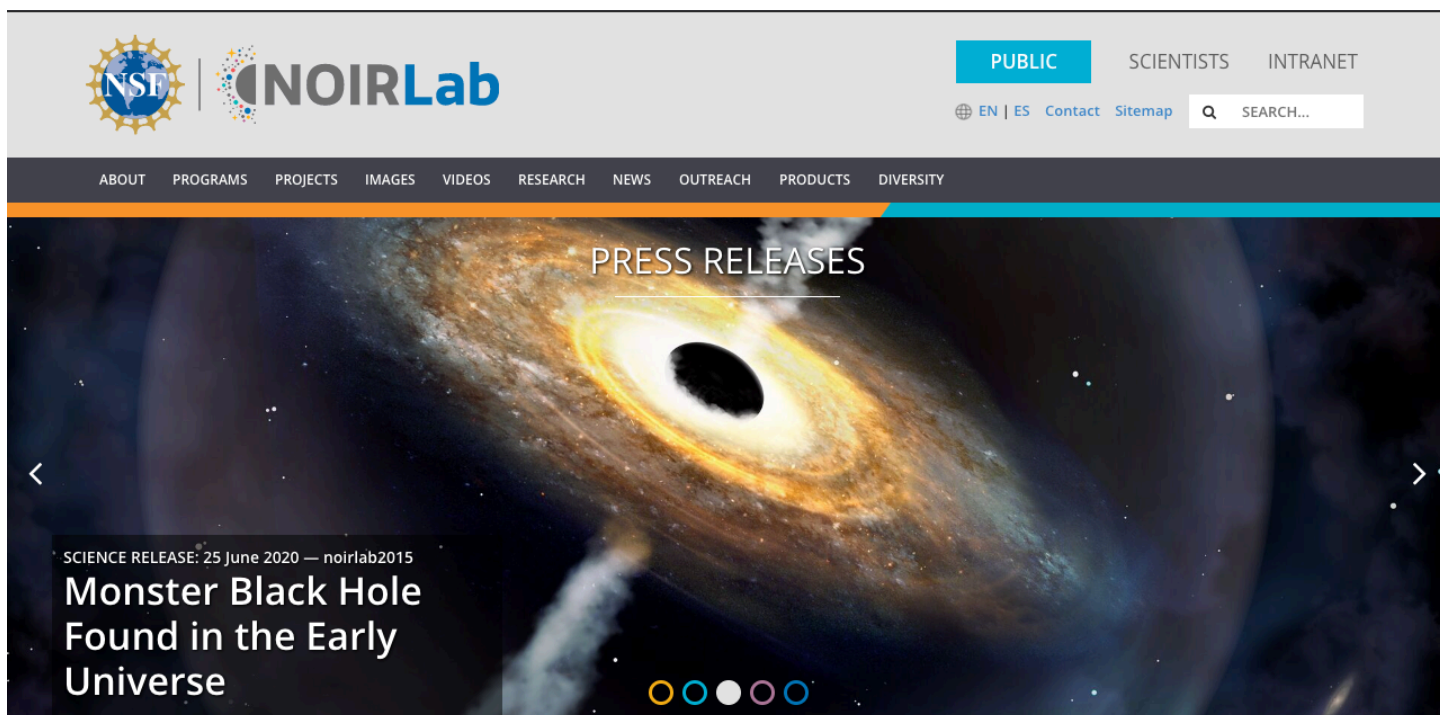 NSF
NOIRLab
PUBLIC SCIENTISTS INTRANET
EN | ES Contact Sitemap SEARCH...
ABOUT PROGRAMS PROJECTS IMAGES VIDEOS RESEARCH NEWS OUTREACH PRODUCTS DIVERSITY
PRESS RELEASES
SCIENCE RELEASE: 25 June 2020 — noirlab2015
Monster Black Hole
Found in the Early
Universe